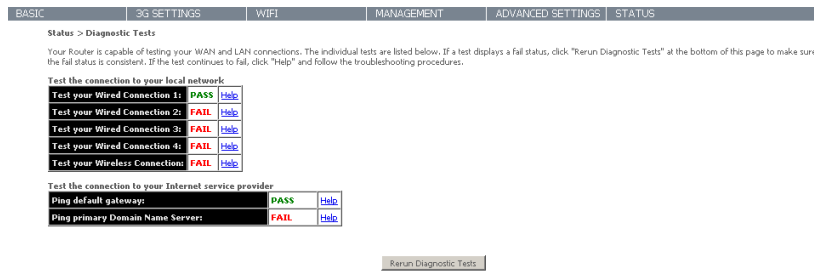 BASIC 3G SETTINGS WIFI MANAGEMENT ADVANCED SETTINGS STATUS
Status > Diagnostic Tests
Your Router is capable of testing your WAN and LAN connections. The individual tests are listed below. If a test displays a fail status, click "Rerun Diagnostic Tests" at the bottom of this page to make sure
the fail status is consistent. If the test continues to fail, click "Help" and follow the troubleshooting procedures.
Test the connection to your local network
Test your Wired Connection 1: PASS Help
Test your Wired Connection 2: FAIL Help
Test your Wired Connection 3: FAIL Help
Test your Wired Connection 4: FAIL Help
Test your Wireless Connection: FAIL Help
Test the connection to your Internet service provider
Ping default gateway: PASS Help
Ping primary Domain Name Server: FAIL Help
Rerun Diagnostic Tests